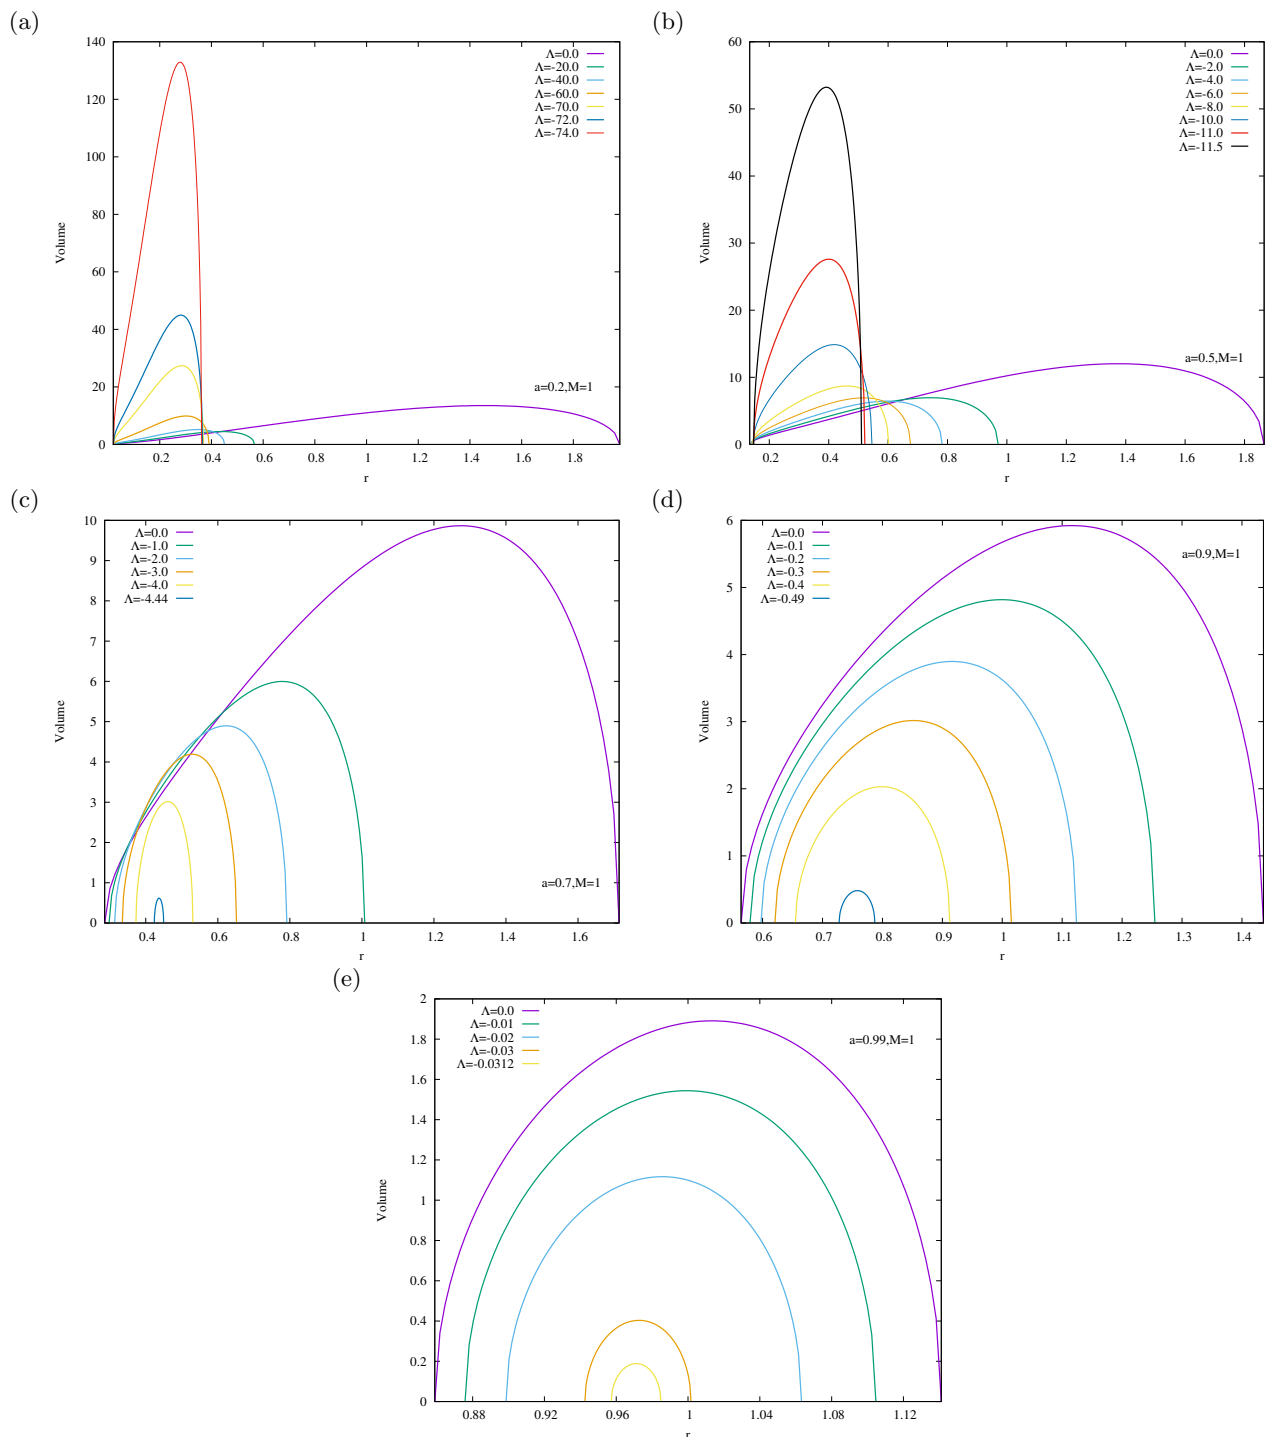 (a)
140
120
100
80
60
40
20
0
Volume
Λ=0.0
Λ=-20.0
Λ=-40.0
Λ=-60.0
Λ=-70.0
Λ=-72.0
Λ=-74.0
a=0.2,M=1
0.2 0.4 0.6 0.8 1 1.2 1.4 1.6 1.8
r
(b)
60
50
40
30
20
10
0
Volume
Λ=0.0
Λ=-2.0
Λ=-4.0
Λ=-6.0
Λ=-8.0
Λ=-10.0
Λ=-11.0
Λ=-11.5
a=0.5,M=1
0.2 0.4 0.6 0.8 1 1.2 1.4 1.6 1.8
r
(c)
10
9
8
7
6
5
4
3
2
1
0
Volume
Λ=0.0
Λ=-1.0
Λ=-2.0
Λ=-3.0
Λ=-4.0
Λ=-4.44
a=0.7,M=1
0.4 0.6 0.8 1 1.2 1.4 1.6
r
(d)
6
5
4
3
2
1
0
Volume
Λ=0.0
Λ=-0.1
Λ=-0.2
Λ=-0.3
Λ=-0.4
Λ=-0.49
a=0.9,M=1
0.6 0.7 0.8 0.9 1 1.1 1.2 1.3 1.4
r
(e)
2
1.8
1.6
1.4
1.2
1
0.8
0.6
0.4
0.2
0
Volume
Λ=0.0
Λ=-0.01
Λ=-0.02
Λ=-0.03
Λ=-0.0312
a=0.99,M=1
0.88 0.92 0.96 1 1.04 1.08 1.12
r